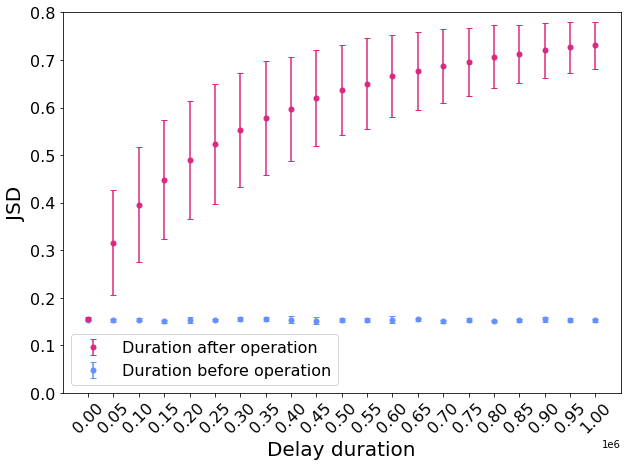 0.8
0.7
0.6
0.5
0.4
0.3
0.2
0.1
0.0
JSD
Duration after operation
Duration before operation
0.00 0.05 0.10 0.15 0.20 0.25 0.30 0.35 0.40 0.45 0.50 0.55 0.60 0.65 0.70 0.75 0.80 0.85 0.90 0.95 1.00
1e6
Delay duration